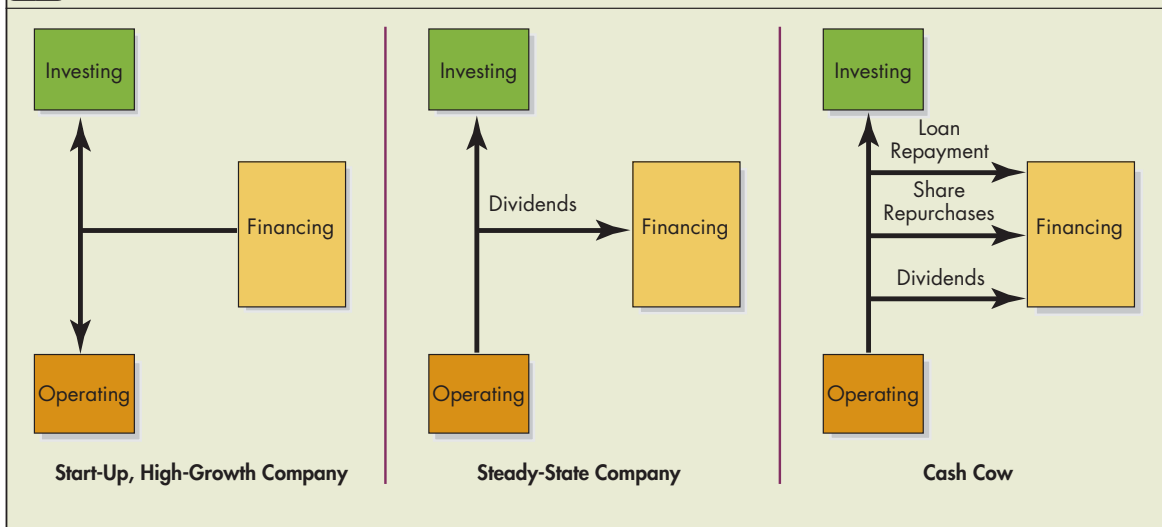 Investing
Financing
Operating
Start-Up, High-Growth Company
Investing
Dividends
Financing
Operating
Steady-State Company
Investing
Loan
Repayment
Share
Repurchases
Dividends
Financing
Operating
Cash Cow